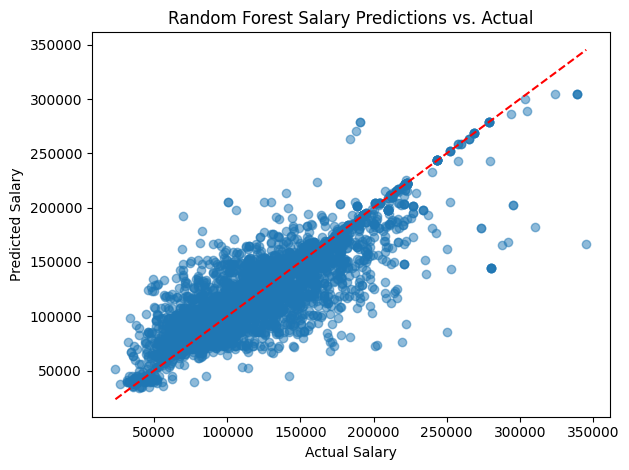 Random Forest Salary Predictions vs. Actual
350000
300000
250000
200000
150000
100000
50000
Predicted Salary
50000 100000 150000 200000 250000 300000 350000
Actual Salary